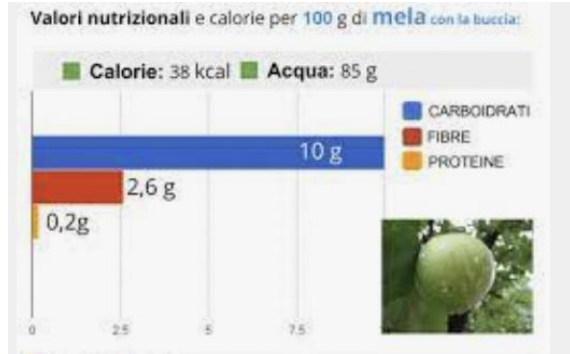 Valori nutrizionali e calorie per 100 g di mela con la buccia:
Calorie: 38 kcal Acqua: 85 g
CARBOIDRATI
FIBRE
PROTEINE
10 g
2,6 g
0,2g
0 2.5 5 7.5